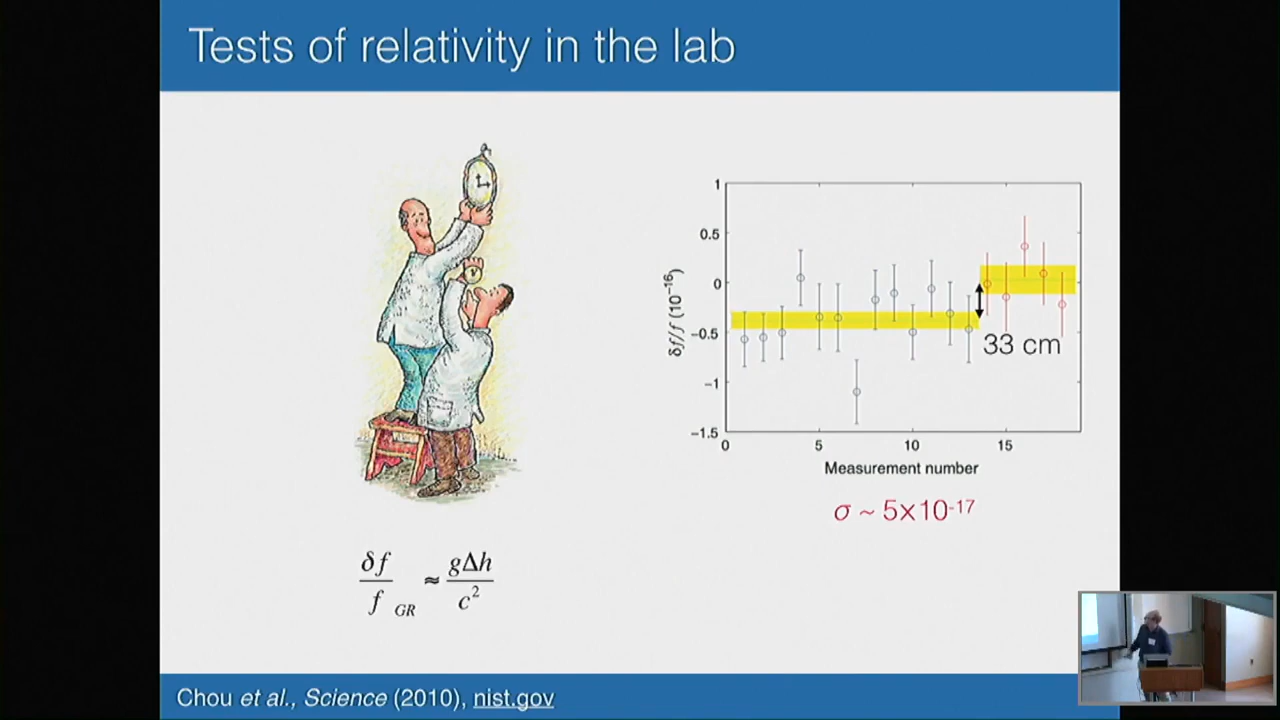 Tests of relativity in the lab
1
0.5
0
−0.5
−1
−1.5
δf/f (10⁻¹⁶)
33 cm
0 5 10 15
Measurement number
σ ~ 5x10⁻¹⁷
δf/f GR ≈ gΔh/c²
Chou et al., Science (2010), nist.gov